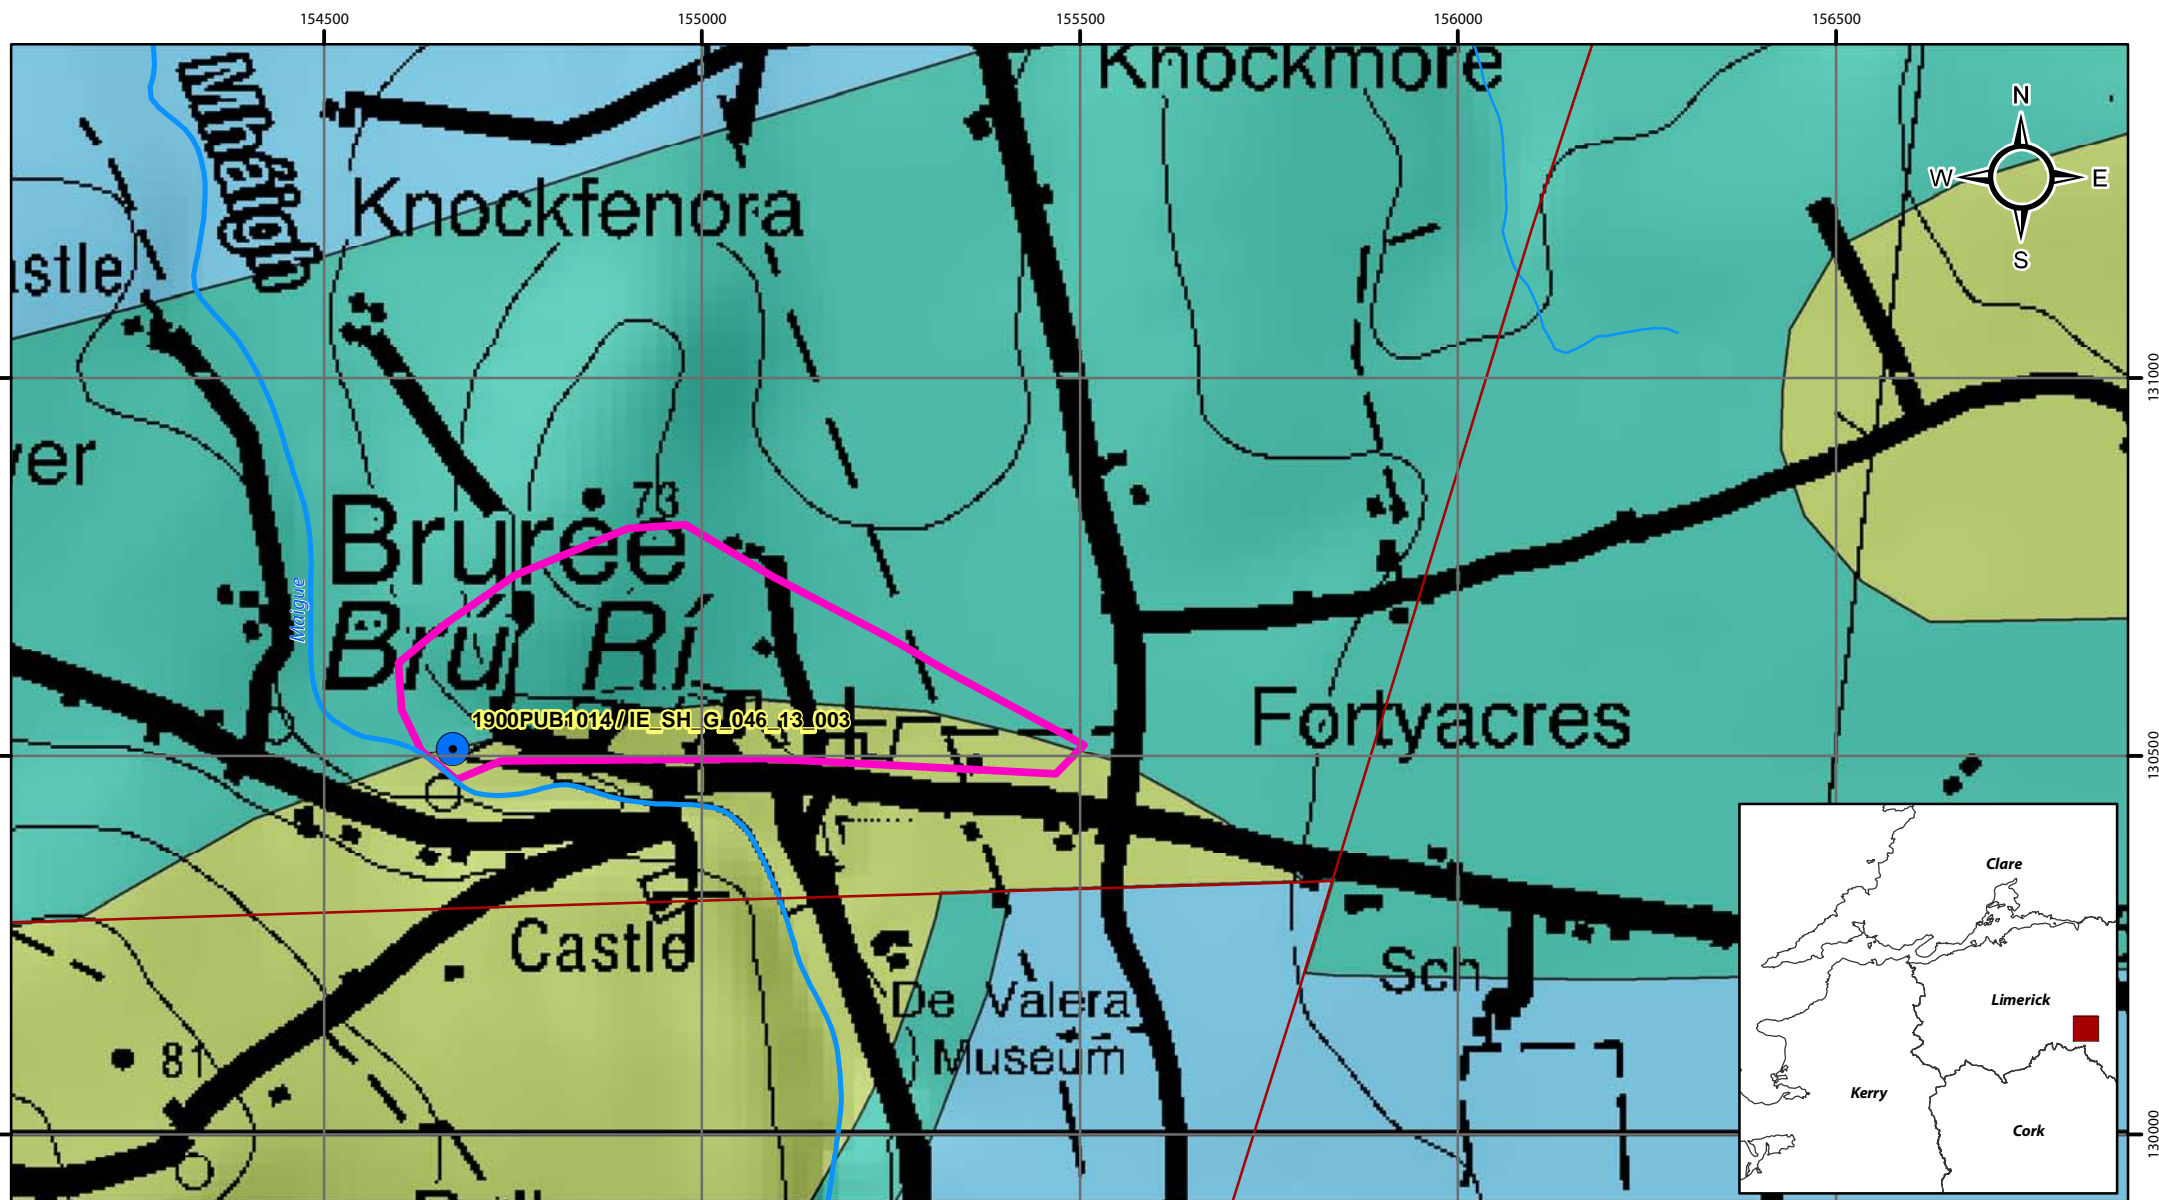 154500 155000 155500 156000 156500
Knockmore
Mháigh
N
W E
S
Knockfenora
astle
131000
ver
73
Bruree
Brú Rí
Maigue
1900PUB1014 / IE_SH_G_046_13_003
Fortyacres
130500
Castle
Sch
De Valera
Museum
81
130000
Clare
Limerick
Kerry
Cork